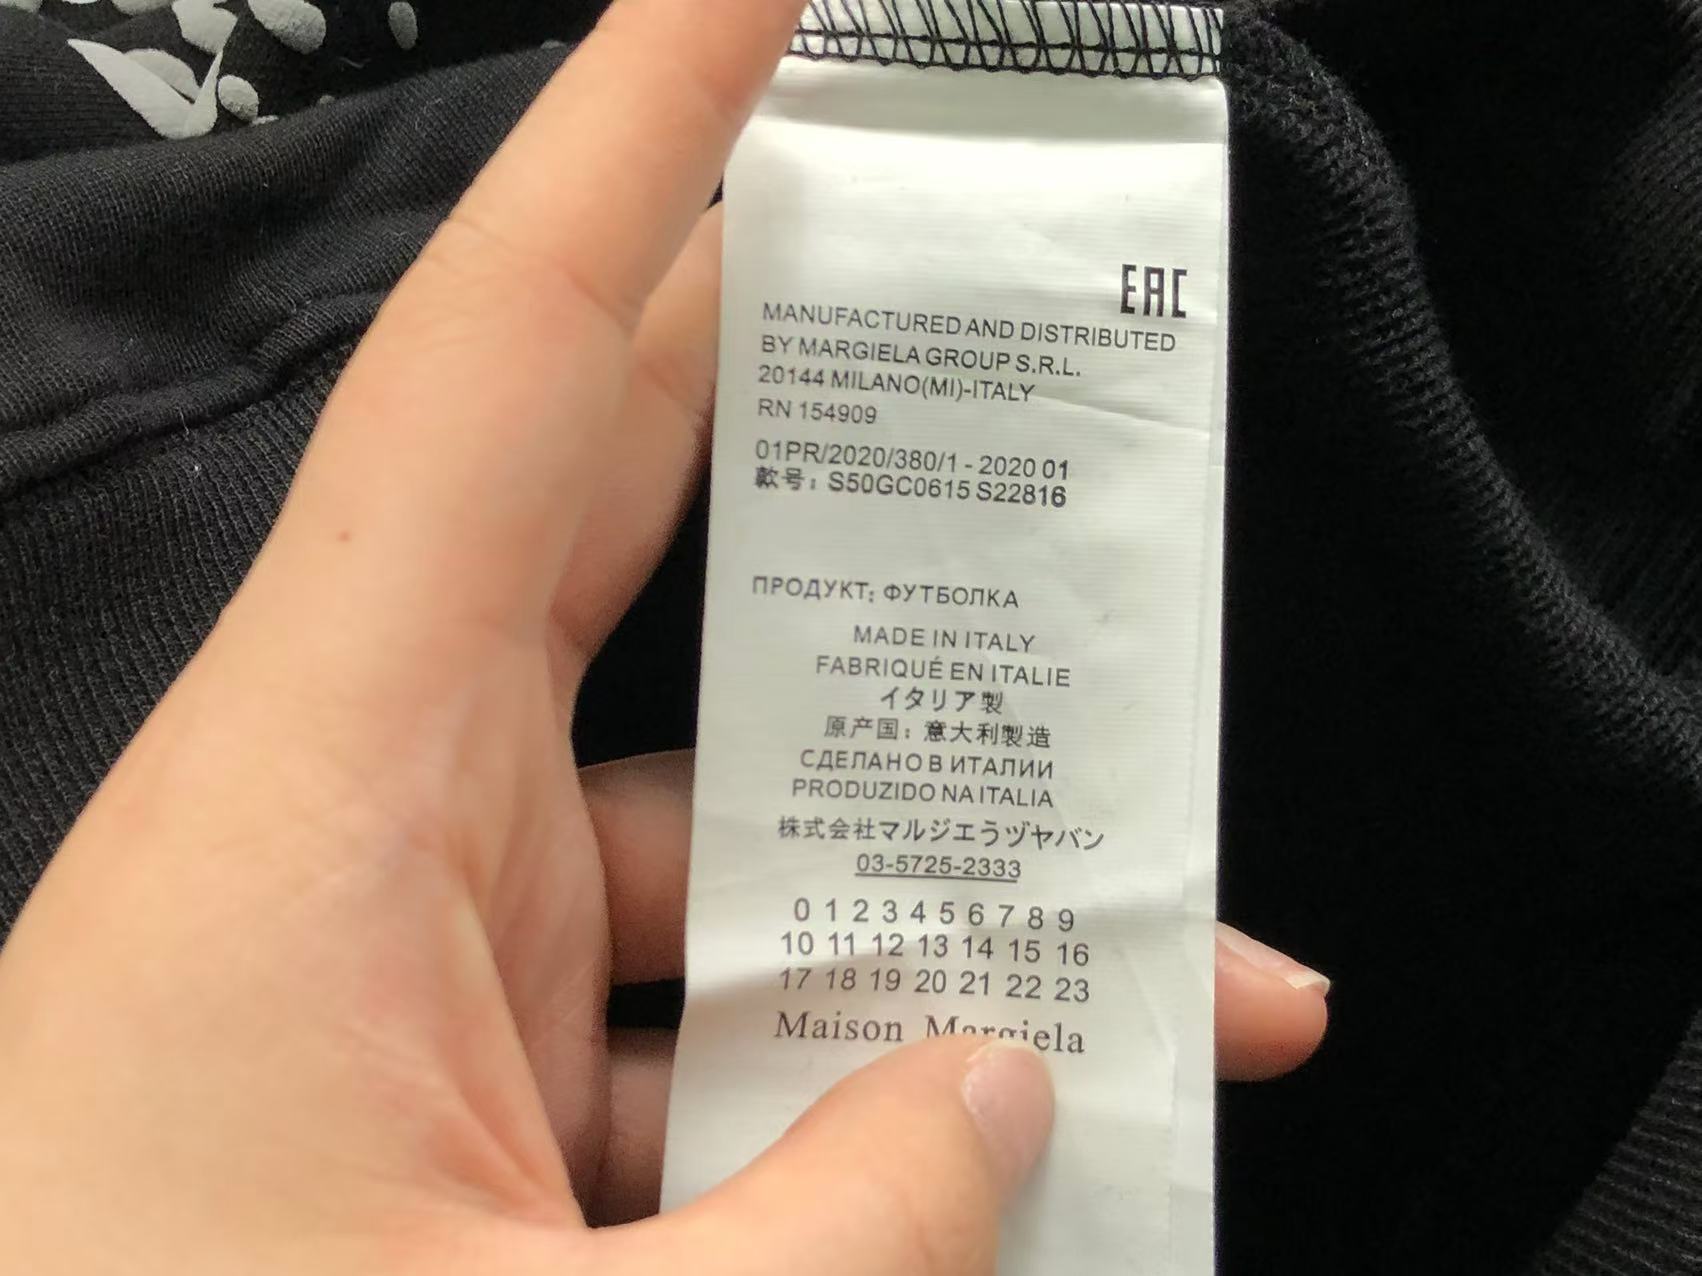 EAC
MANUFACTURED AND DISTRIBUTED
BY MARGIELA GROUP S.R.L.
20144 MILANO(MI)-ITALY
RN 154909
01PR/2020/380/1 - 2020 01
款号: S50GC0615 S22816
ПРОДУКТ: ФУТБОЛКА
MADE IN ITALY
FABRIQUÉ EN ITALIE
イタリア製
原产国: 意大利製造
СДЕЛАНО В ИТАЛИИ
PRODUZIDO NA ITALIA
株式会社マルジエうヅヤバン
03-5725-2333
0 1 2 3 4 5 6 7 8 9
10 11 12 13 14 15 16
17 18 19 20 21 22 23
Maison Margiela